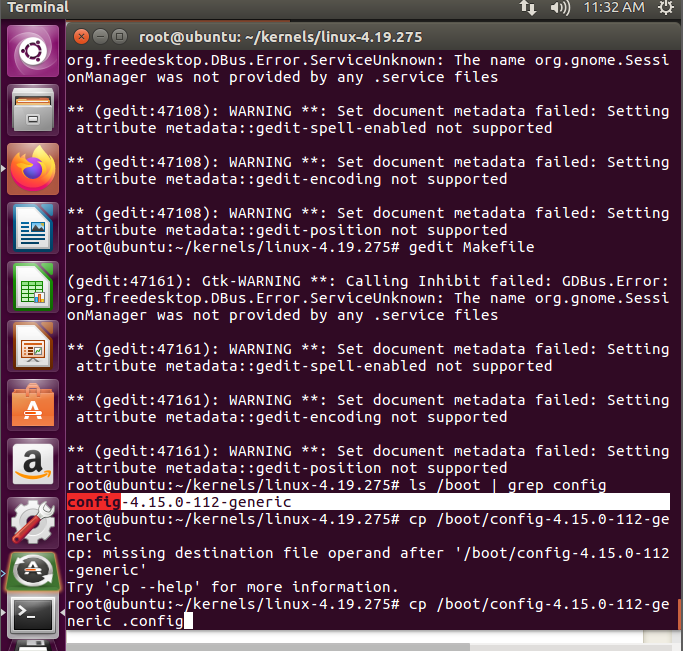 Terminal
11:32 AM
root@ubuntu: ~/kernels/linux-4.19.275
org.freedesktop.DBus.Error.ServiceUnknown: The name org.gnome.Sessi
onManager was not provided by any .service files
** (gedit:47108): WARNING **: Set document metadata failed: Setting
 attribute metadata::gedit-spell-enabled not supported
** (gedit:47108): WARNING **: Set document metadata failed: Setting
 attribute metadata::gedit-encoding not supported
** (gedit:47108): WARNING **: Set document metadata failed: Setting
 attribute metadata::gedit-position not supported
root@ubuntu:~/kernels/linux-4.19.275# gedit Makefile
(gedit:47161): Gtk-WARNING **: Calling Inhibit failed: GDBus.Error:
org.freedesktop.DBus.Error.ServiceUnknown: The name org.gnome.Sessi
onManager was not provided by any .service files
** (gedit:47161): WARNING **: Set document metadata failed: Setting
 attribute metadata::gedit-spell-enabled not supported
** (gedit:47161): WARNING **: Set document metadata failed: Setting
 attribute metadata::gedit-encoding not supported
** (gedit:47161): WARNING **: Set document metadata failed: Setting
 attribute metadata::gedit-position not supported
root@ubuntu:~/kernels/linux-4.19.275# ls /boot | grep config
config-4.15.0-112-generic
root@ubuntu:~/kernels/linux-4.19.275# cp /boot/config-4.15.0-112-ge
neric
cp: missing destination file operand after '/boot/config-4.15.0-112
-generic'
Try 'cp --help' for more information.
root@ubuntu:~/kernels/linux-4.19.275# cp /boot/config-4.15.0-112-ge
neric .config